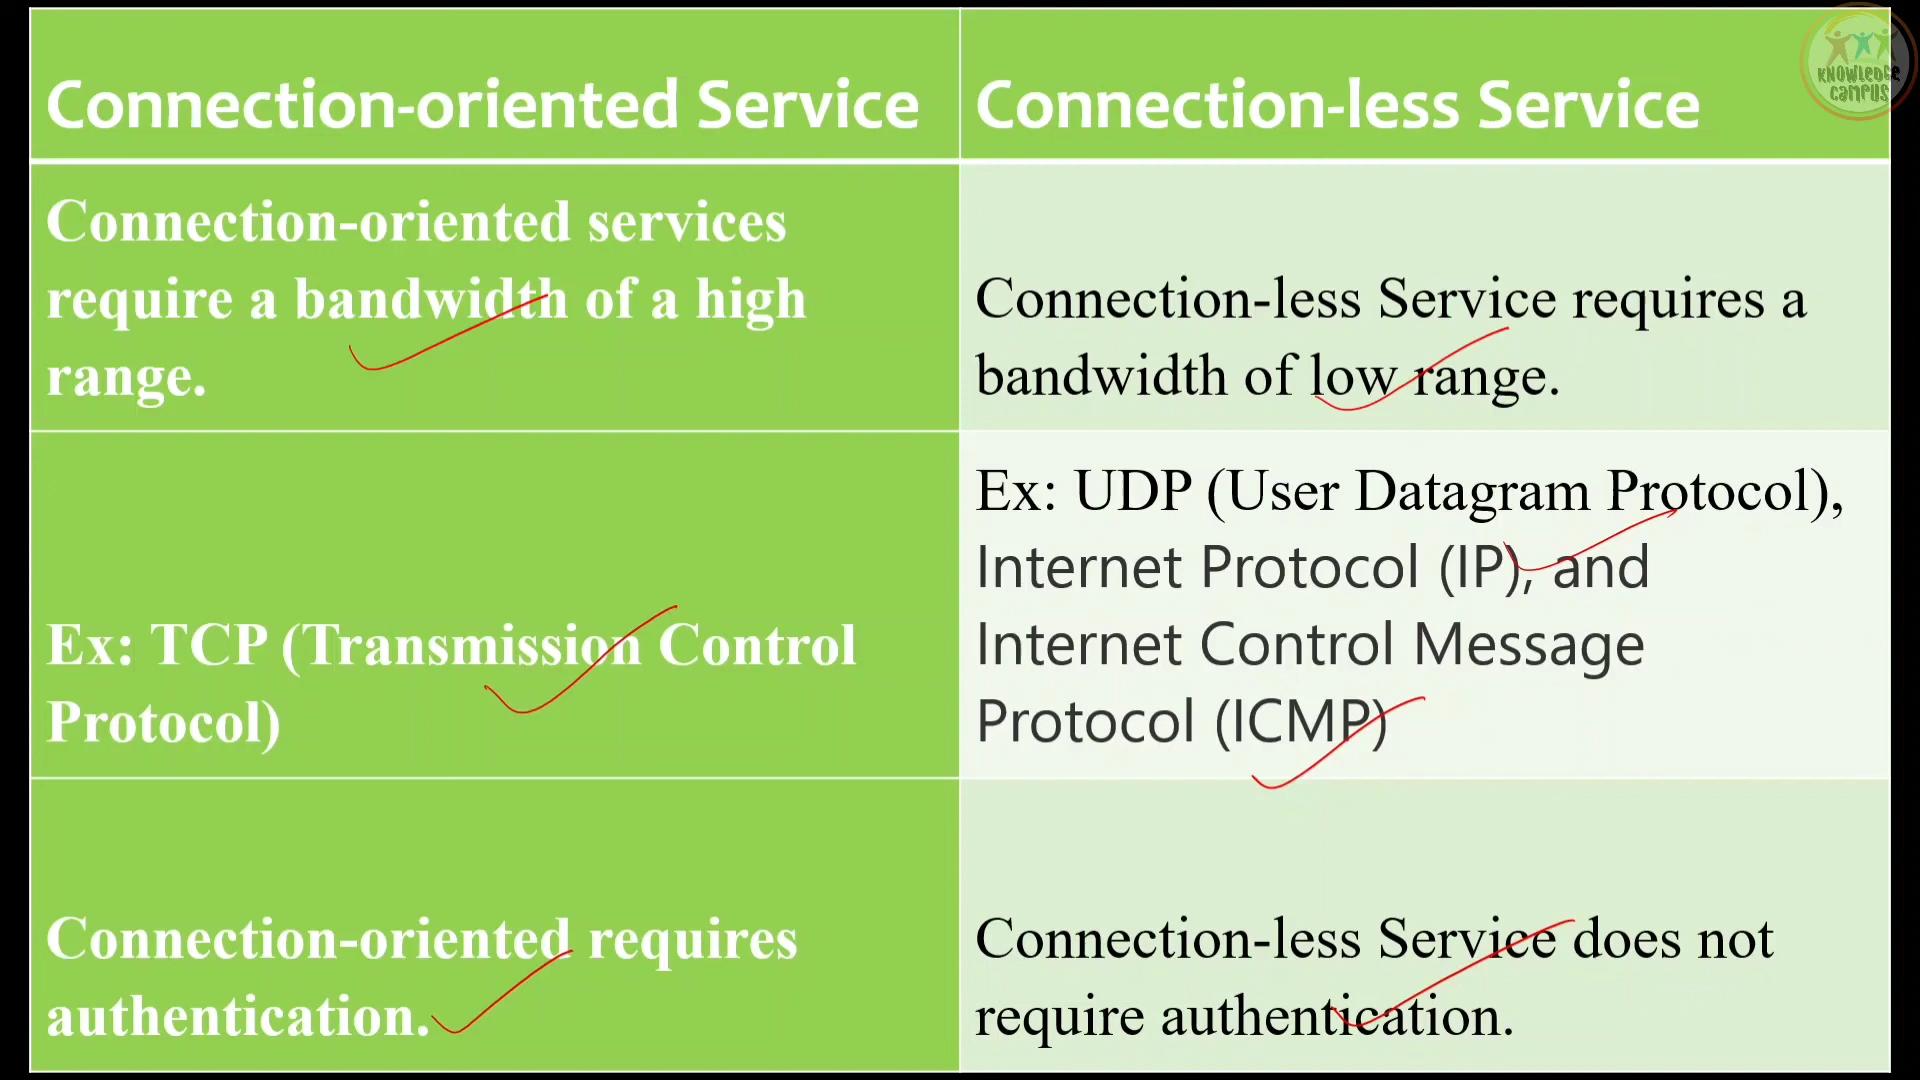 Connection-oriented Service
Connection-less Service
Connection-oriented services
require a bandwidth of a high
range.
Connection-less Service requires a
bandwidth of low range.
Ex: TCP (Transmission Control
Protocol)
Ex: UDP (User Datagram Protocol),
Internet Protocol (IP), and
Internet Control Message
Protocol (ICMP)
Connection-oriented requires
authentication.
Connection-less Service does not
require authentication.
KNOWLEDGE
CAMPUS